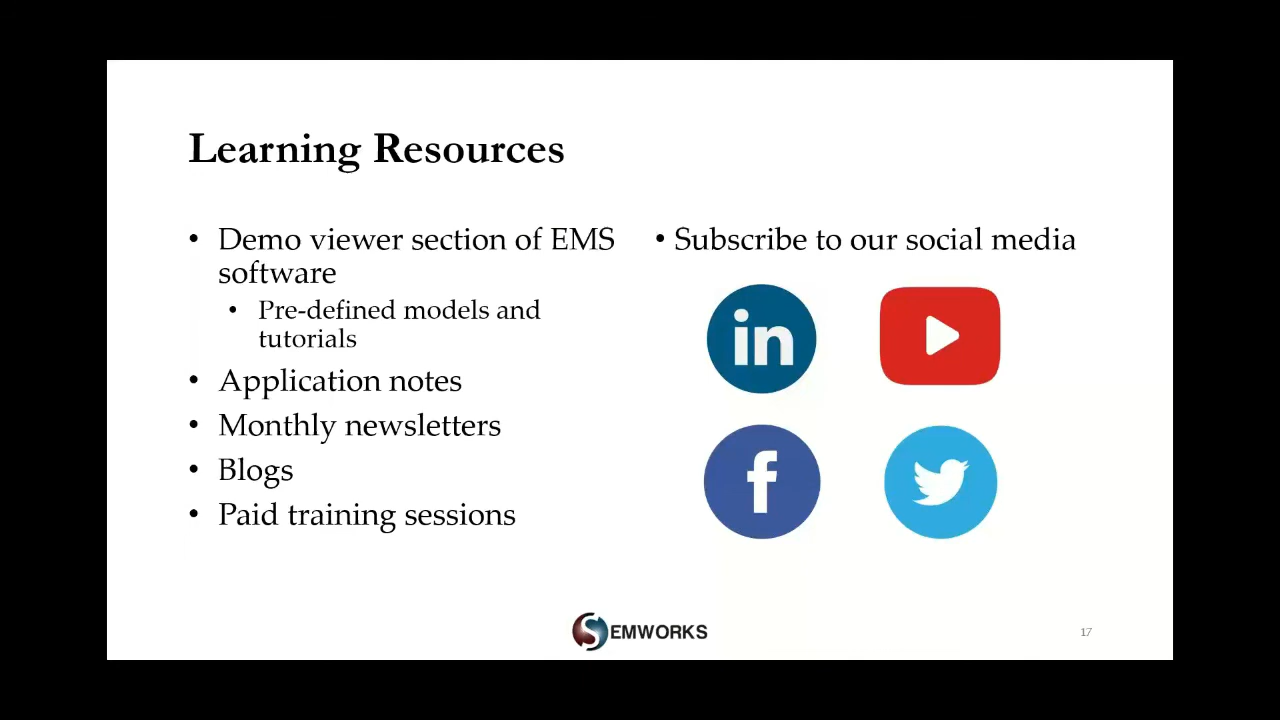 Learning Resources
• Demo viewer section of EMS
software
• Pre-defined models and
tutorials
• Application notes
• Monthly newsletters
• Blogs
• Paid training sessions
• Subscribe to our social media
in
f
EMWORKS
17